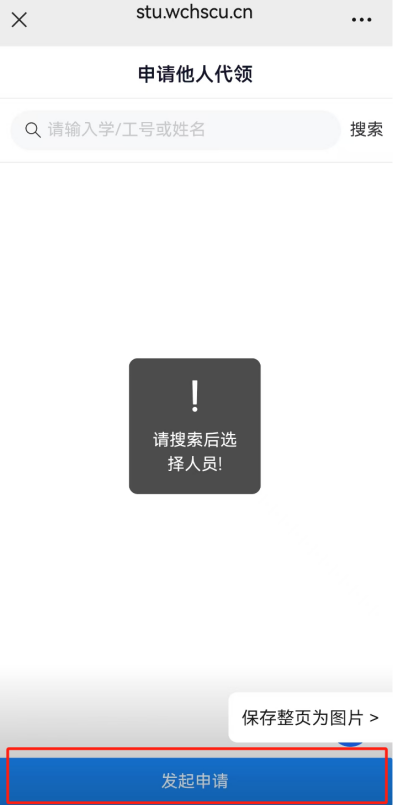 stu.wchscu.cn
申请他人代领
请输入学/工号或姓名
搜索
!
请搜索后选
择人员!
保存整页为图片 >
发起申请